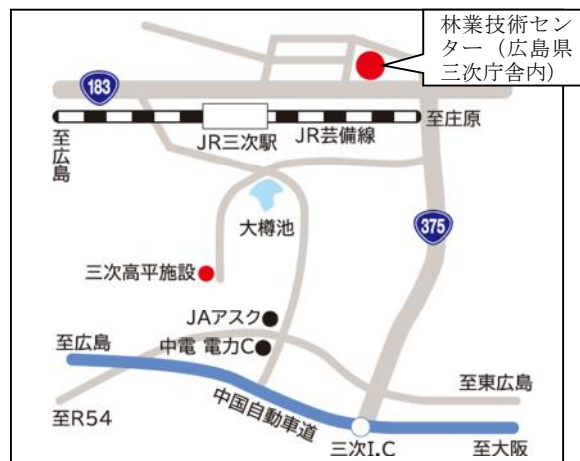 林業技術セン
ター（広島県
三次庁舎内）
183
至庄原
JR三次駅
JR芸備線
至広島
大樽池
375
三次高平施設
JAアスク
中電 電力C
至広島
至東広島
中国自動車道
至R54
三次I.C
至大阪